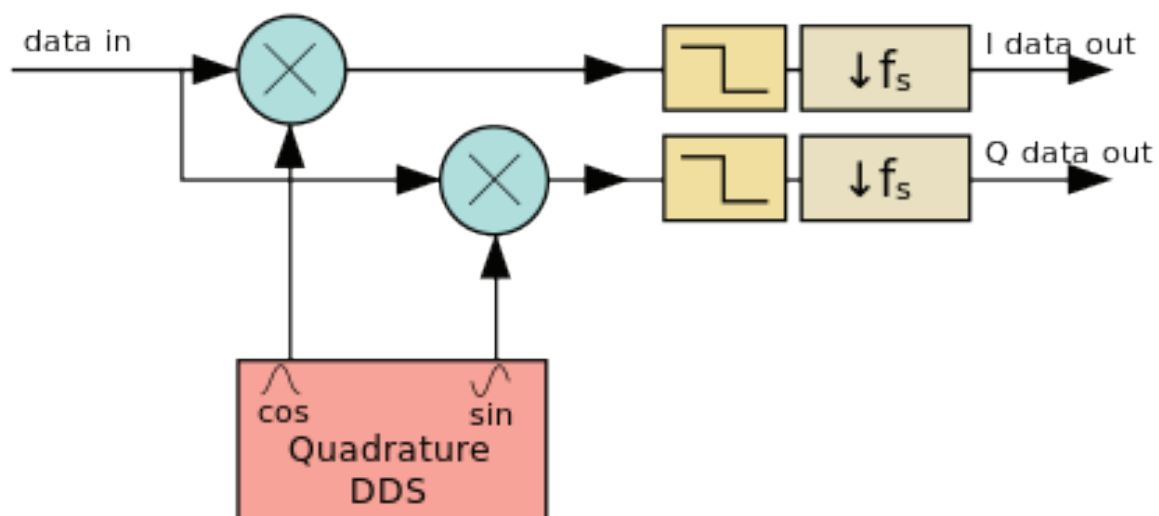 data in
I data out
↓fs
Q data out
↓fs
cos
sin
Quadrature
DDS